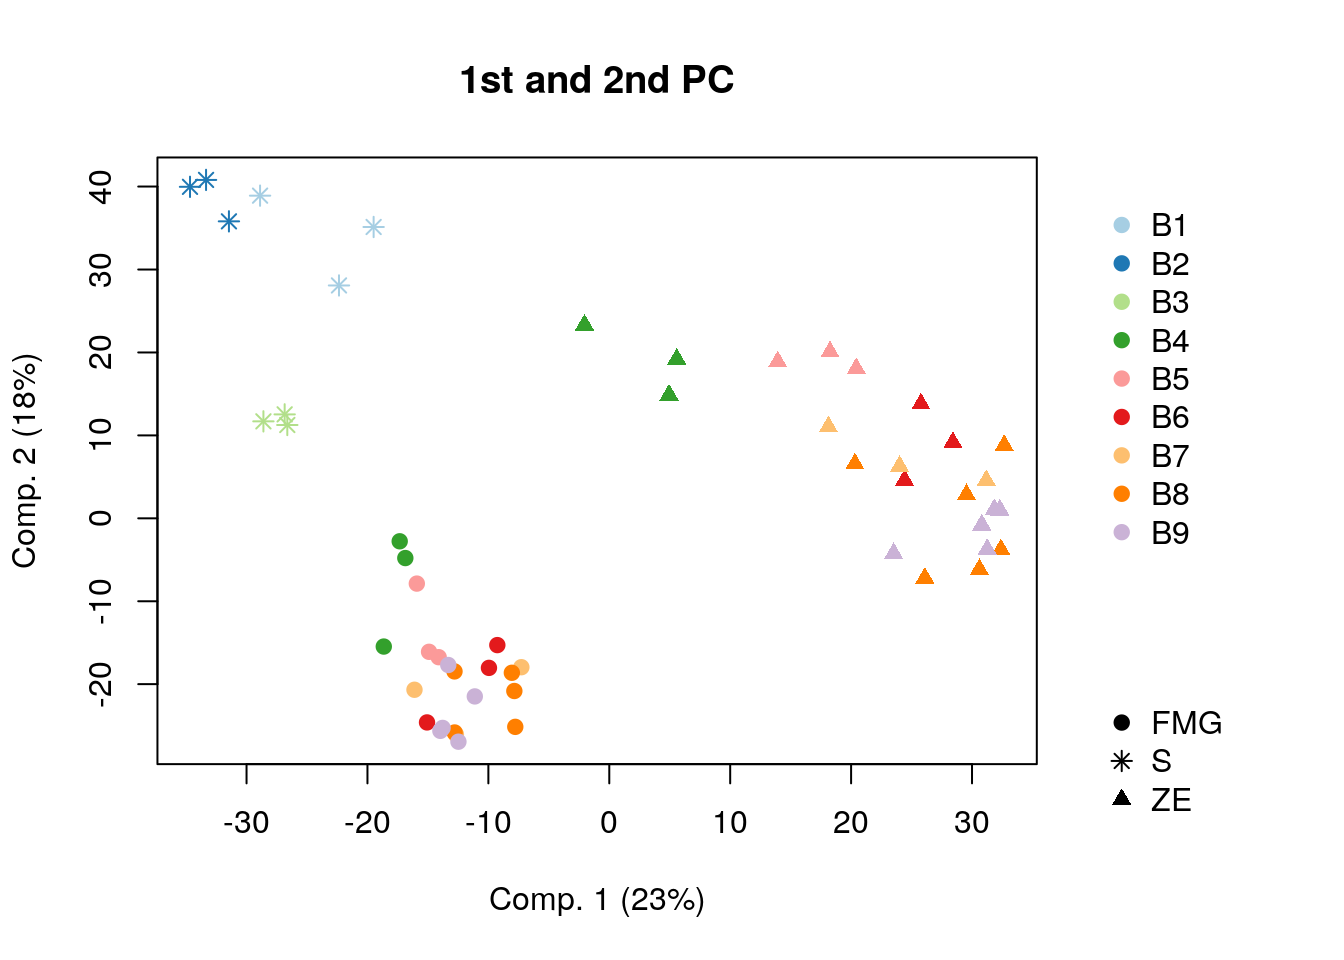 1st and 2nd PC
Comp. 2 (18%)
40
30
20
10
0
-10
-20
-30
-20
-10
0
10
20
30
Comp. 1 (23%)
B1
B2
B3
B4
B5
B6
B7
B8
B9
FMG
S
ZE